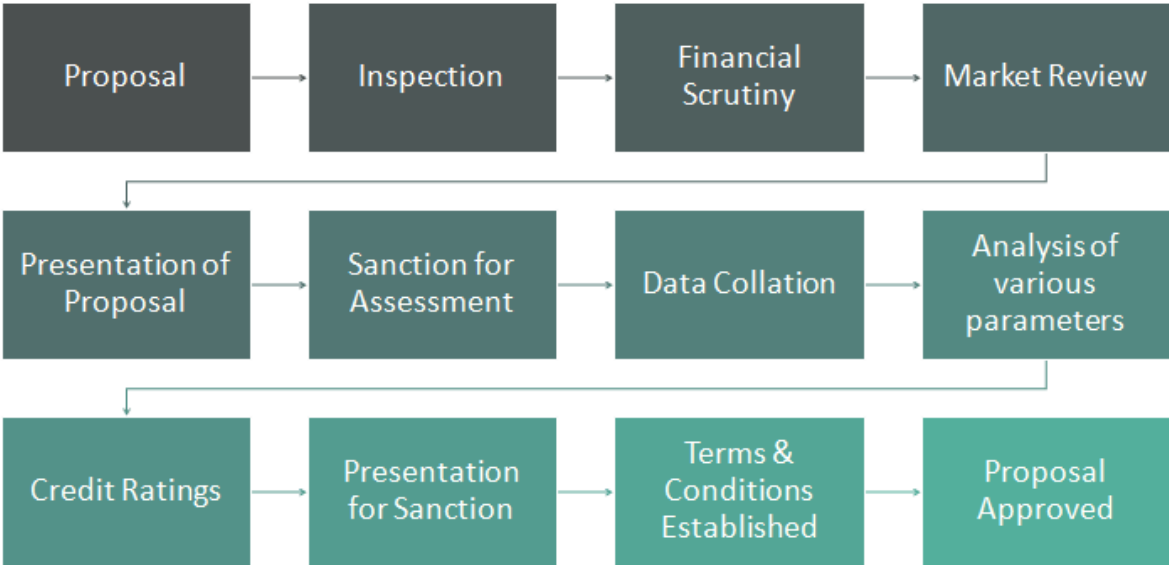 Proposal
Inspection
Financial
Scrutiny
Market Review
Presentation of
Proposal
Sanction for
Assessment
Data Collation
Analysis of
various
parameters
Credit Ratings
Presentation
for Sanction
Terms &
Conditions
Established
Proposal
Approved